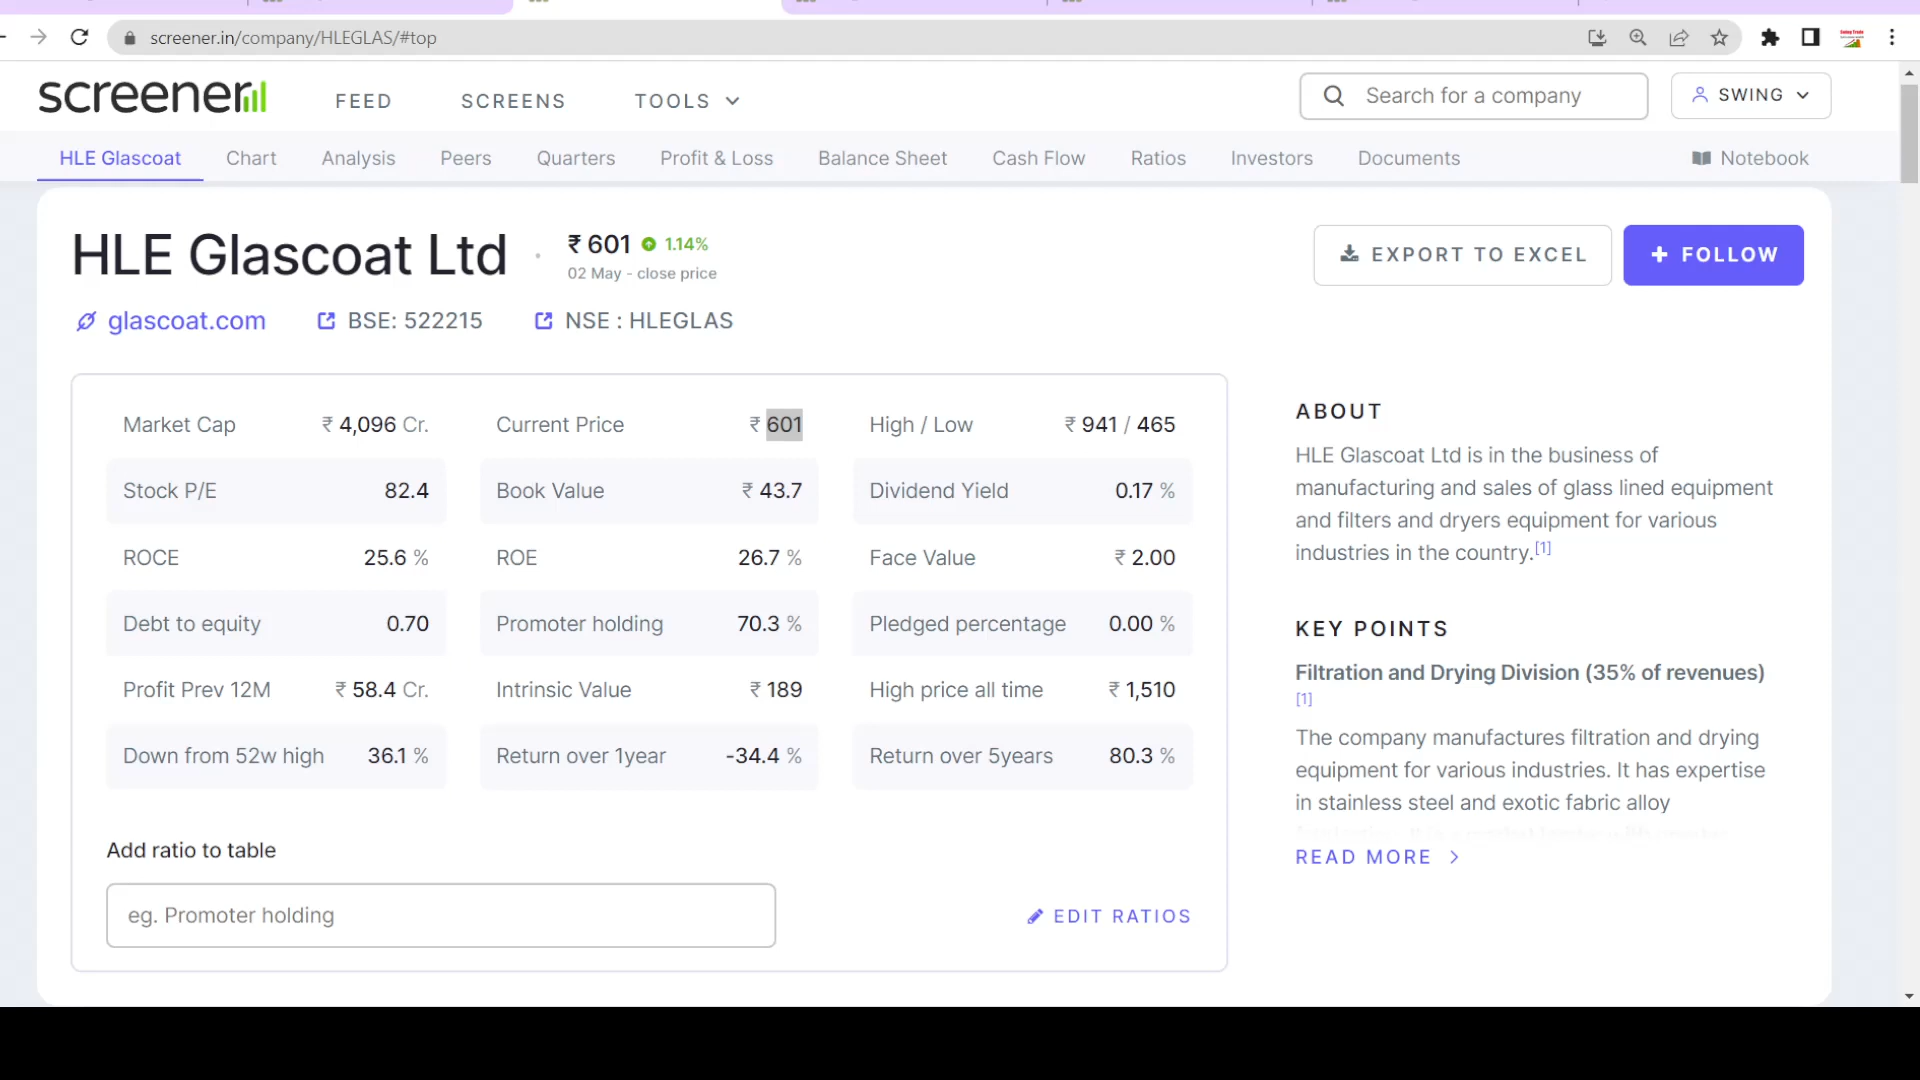 screener.in/company/HLEGLAS/#top
screener
FEED SCREENS TOOLS
Search for a company
SWING
HLE Glascoat Chart Analysis Peers Quarters Profit & Loss Balance Sheet Cash Flow Ratios Investors Documents Notebook
HLE Glascoat Ltd
₹ 601 1.14%
02 May - close price
EXPORT TO EXCEL
FOLLOW
glascoat.com BSE: 522215 NSE : HLEGLAS
Market Cap ₹ 4,096 Cr. Current Price ₹ 601 High / Low ₹ 941 / 465
Stock P/E 82.4 Book Value ₹ 43.7 Dividend Yield 0.17 %
ROCE 25.6 % ROE 26.7 % Face Value ₹ 2.00
Debt to equity 0.70 Promoter holding 70.3 % Pledged percentage 0.00 %
Profit Prev 12M ₹ 58.4 Cr. Intrinsic Value ₹ 189 High price all time ₹ 1,510
Down from 52w high 36.1 % Return over 1year -34.4 % Return over 5years 80.3 %
Add ratio to table
eg. Promoter holding
EDIT RATIOS
ABOUT
HLE Glascoat Ltd is in the business of
manufacturing and sales of glass lined equipment
and filters and dryers equipment for various
industries in the country.[1]
KEY POINTS
Filtration and Drying Division (35% of revenues)
[1]
The company manufactures filtration and drying
equipment for various industries. It has expertise
in stainless steel and exotic fabric alloy
READ MORE